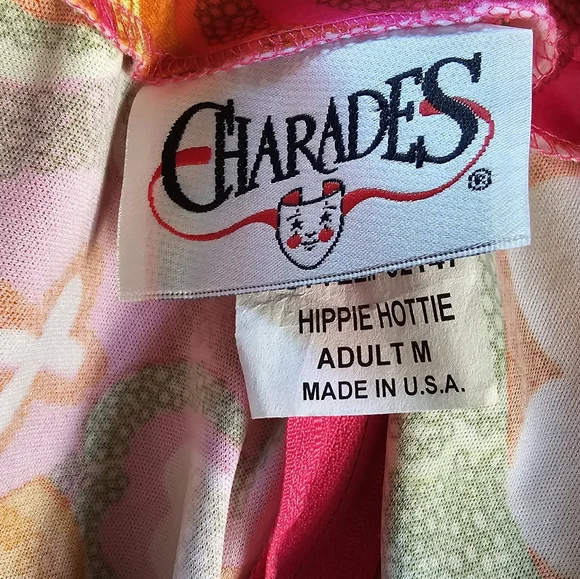 CHARADES
®
HIPPIE HOTTIE
ADULT M
MADE IN U.S.A.